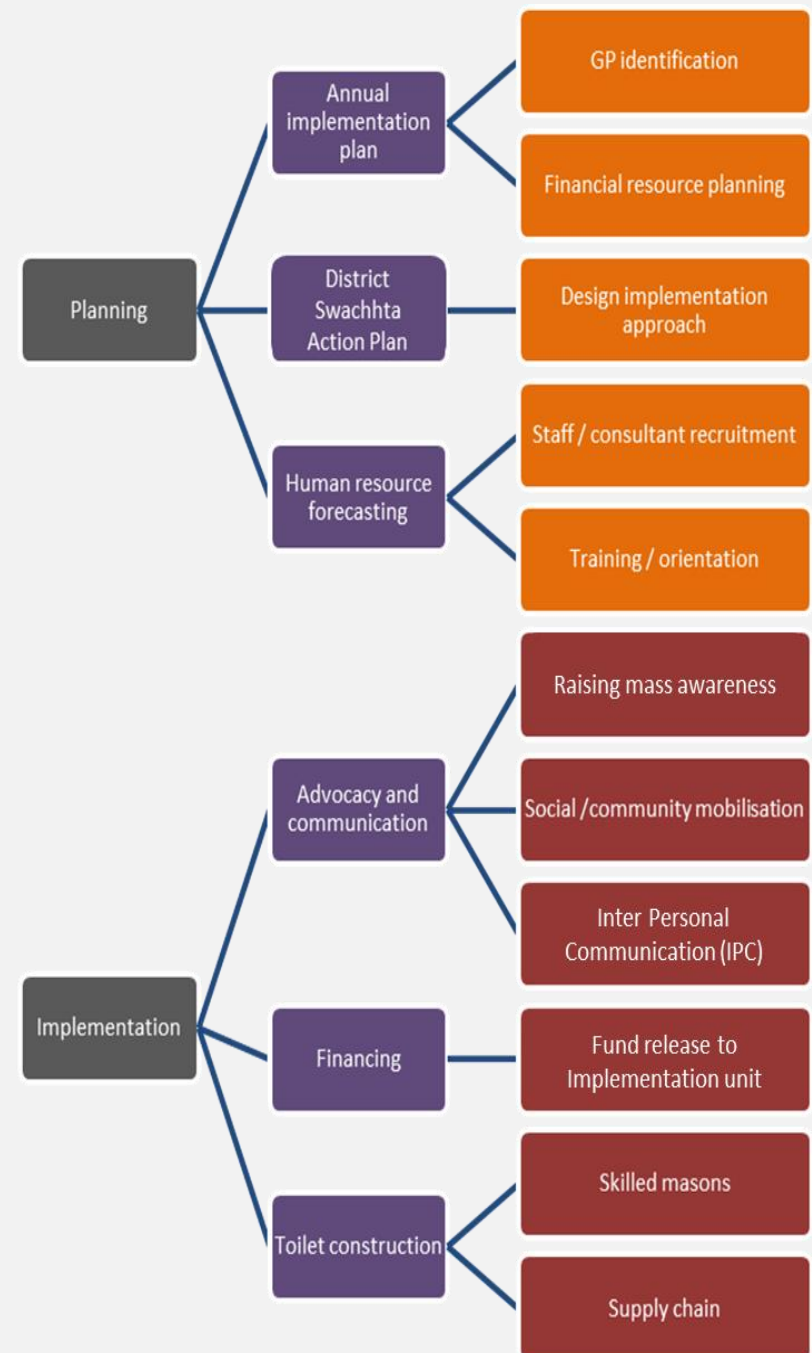 Planning
Annual
implementation
plan
GP identification
Financial resource planning
District
Swachhta
Action Plan
Design implementation
approach
Human resource
forecasting
Staff / consultant recruitment
Training / orientation
Implementation
Advocacy and
communication
Raising mass awareness
Social /community mobilisation
Inter Personal
Communication (IPC)
Financing
Fund release to
Implementation unit
Toilet construction
Skilled masons
Supply chain